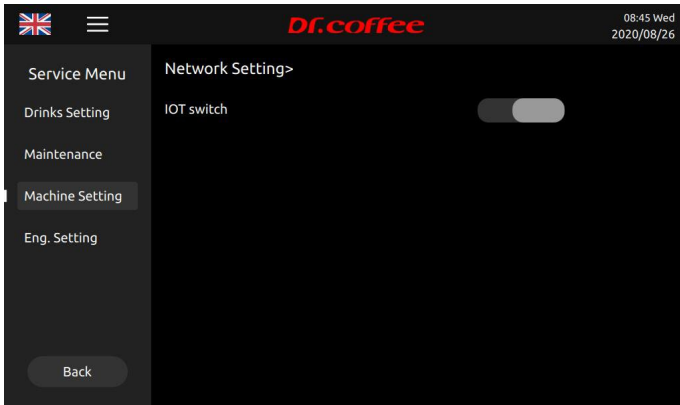 Dr.coffee
08:45 Wed
2020/08/26
Service Menu
Drinks Setting
Maintenance
Machine Setting
Eng. Setting
Back
Network Setting>
IOT switch